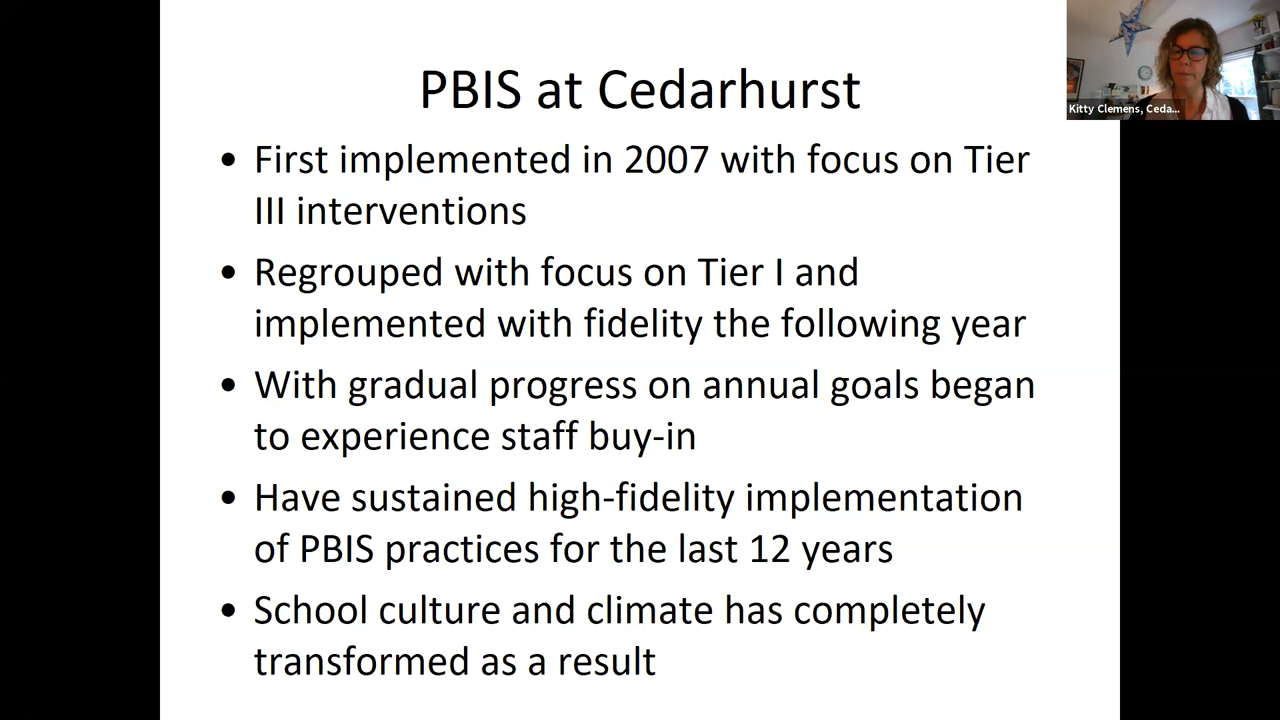 PBIS at Cedarhurst
Kitty Clemens, Ceda...
• First implemented in 2007 with focus on Tier
III interventions
• Regrouped with focus on Tier I and
implemented with fidelity the following year
• With gradual progress on annual goals began
to experience staff buy-in
• Have sustained high-fidelity implementation
of PBIS practices for the last 12 years
• School culture and climate has completely
transformed as a result